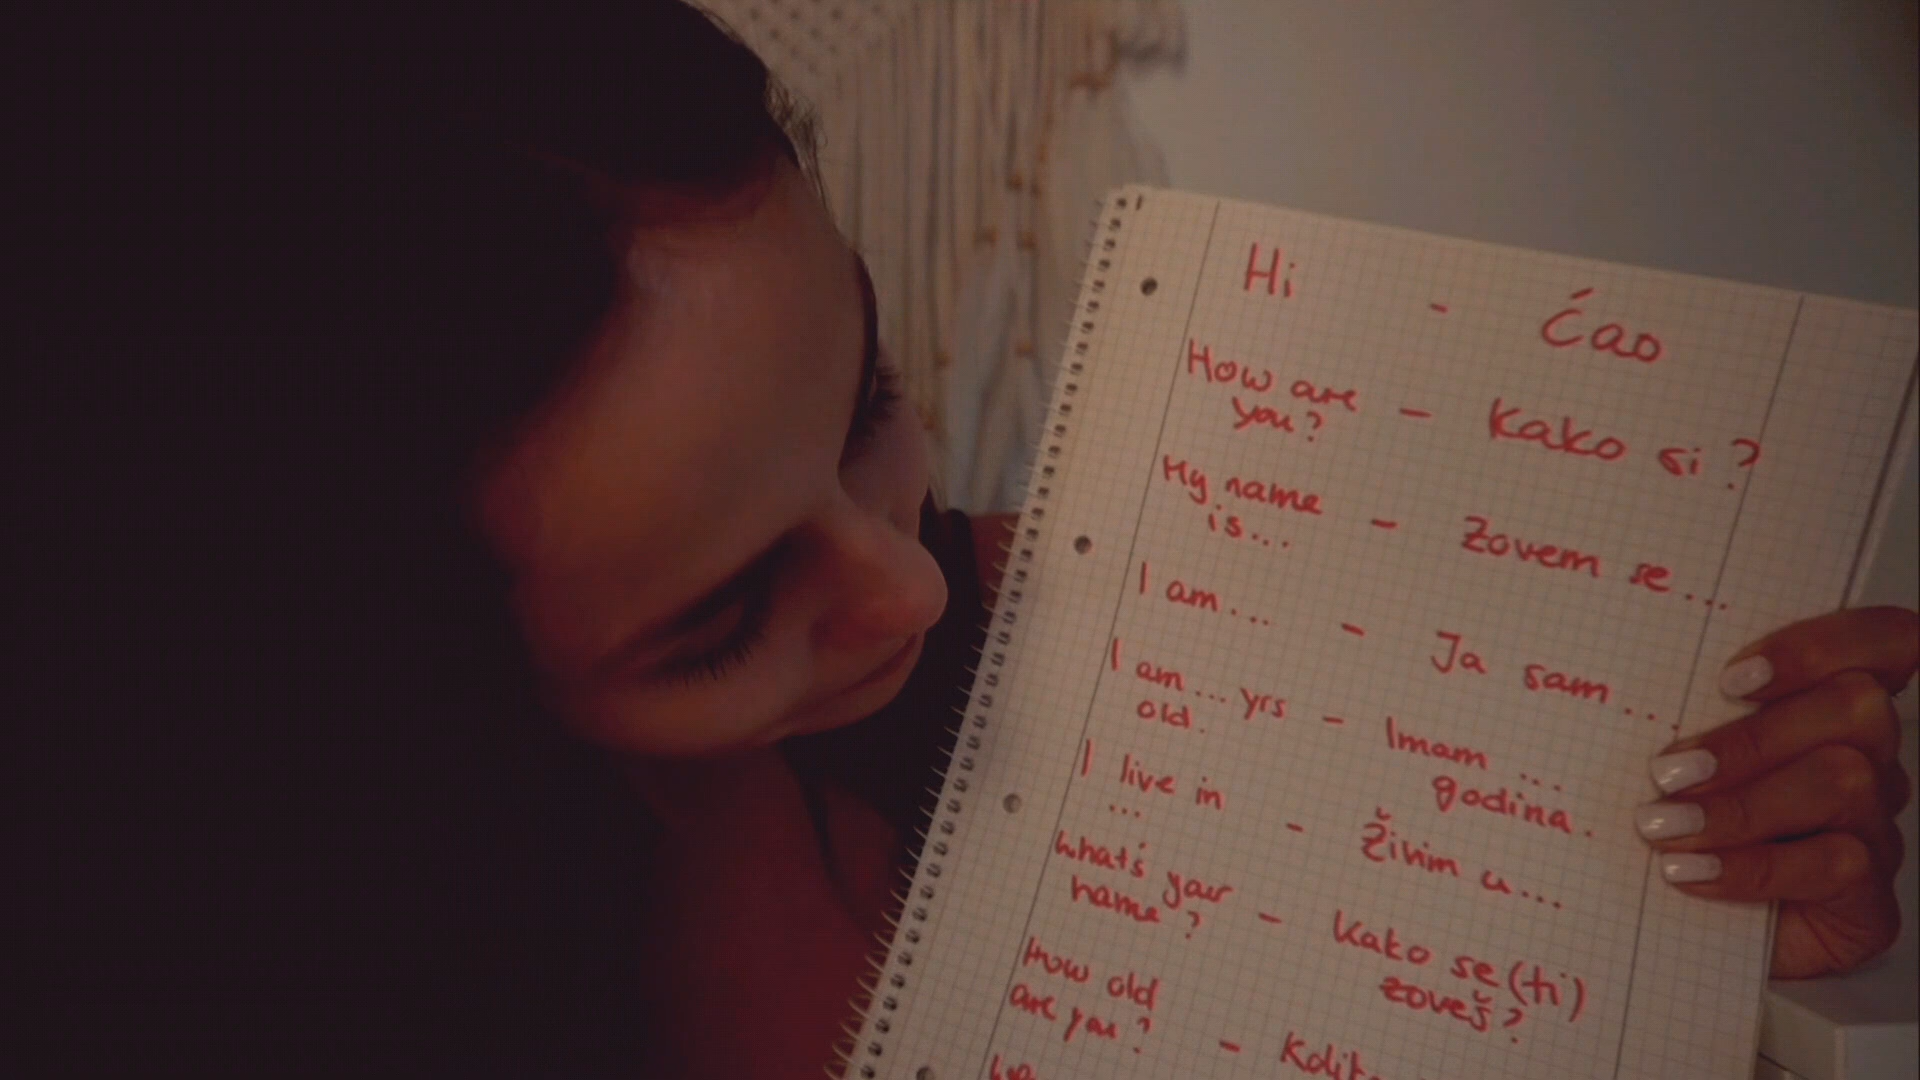 Hi - Ćao
How are - Kako si?
you?
My name - Zovem se...
is...
I am... - Ja sam...
I am... yrs - Imam ...
old. godina.
I live in - Živim u...
...
What's your - Kako se (ti)
name? zoveš?
How old
are you? -